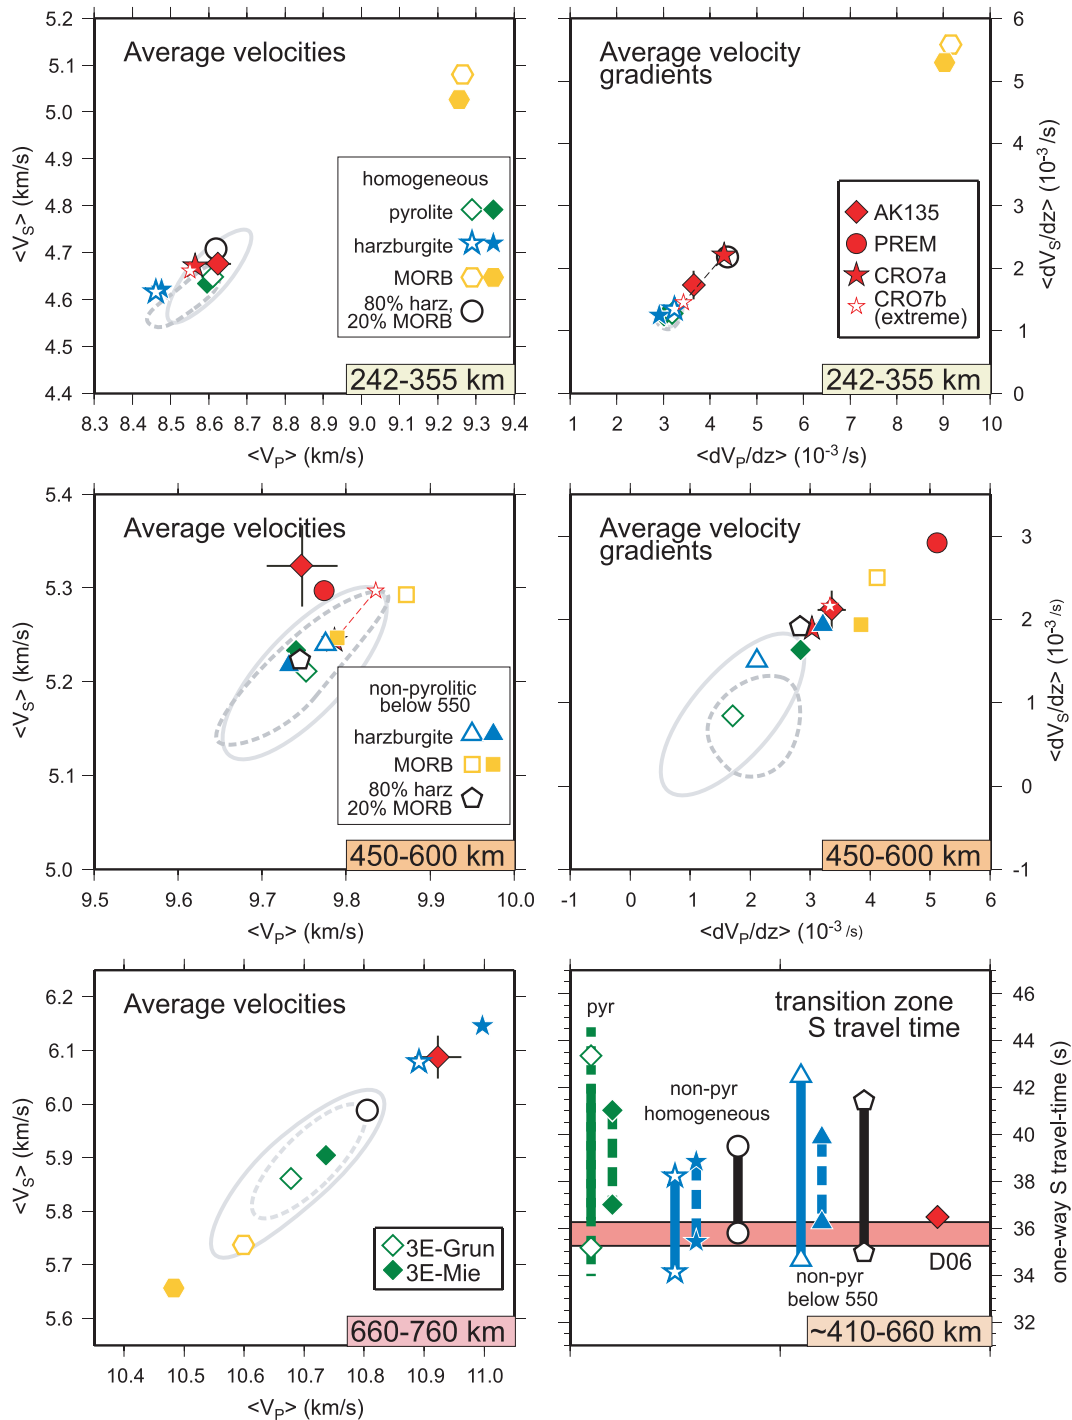 Average velocities
5.2
5.1
5.0
4.9
4.8
4.7
4.6
4.5
4.4
<V_S> (km/s)
homogeneous
pyrolite
harzburgite
MORB
80% harz,
20% MORB
242-355 km
8.3 8.4 8.5 8.6 8.7 8.8 8.9 9.0 9.1 9.2 9.3 9.4
<V_P> (km/s)
Average velocity
gradients
6
5
4
3
2
1
0
<dV_S/dz> (10⁻³ /s)
AK135
PREM
CRO7a
CRO7b
(extreme)
242-355 km
1 2 3 4 5 6 7 8 9 10
<dV_P/dz> (10⁻³ /s)
Average velocities
5.4
5.3
5.2
5.1
5.0
<V_S> (km/s)
non-pyrolitic
below 550
harzburgite
MORB
80% harz
20% MORB
450-600 km
9.5 9.6 9.7 9.8 9.9 10.0
<V_P> (km/s)
Average velocity
gradients
3
2
1
0
-1
<dV_S/dz> (10⁻³ /s)
450-600 km
-1 0 1 2 3 4 5 6
<dV_P/dz> (10⁻³ /s)
Average velocities
6.2
6.1
6.0
5.9
5.8
5.7
5.6
<V_S> (km/s)
3E-Grun
3E-Mie
660-760 km
10.4 10.5 10.6 10.7 10.8 10.9 11.0
<V_P> (km/s)
transition zone
S travel time
pyr
non-pyr
homogeneous
non-pyr
below 550
D06
46
44
42
40
38
36
34
32
one-way S travel-time (s)
~410-660 km